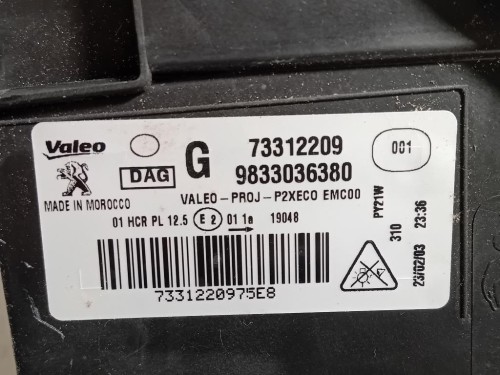 Valeo
DAG
G
73312209
9833036380
001
MADE IN MOROCCO
VALEO-PROJ-P2XECO EMC00
01 HCR PL 12.5 E2 01 1a 19048
PY21W
310
23/02/03 23:36
7331220975E8